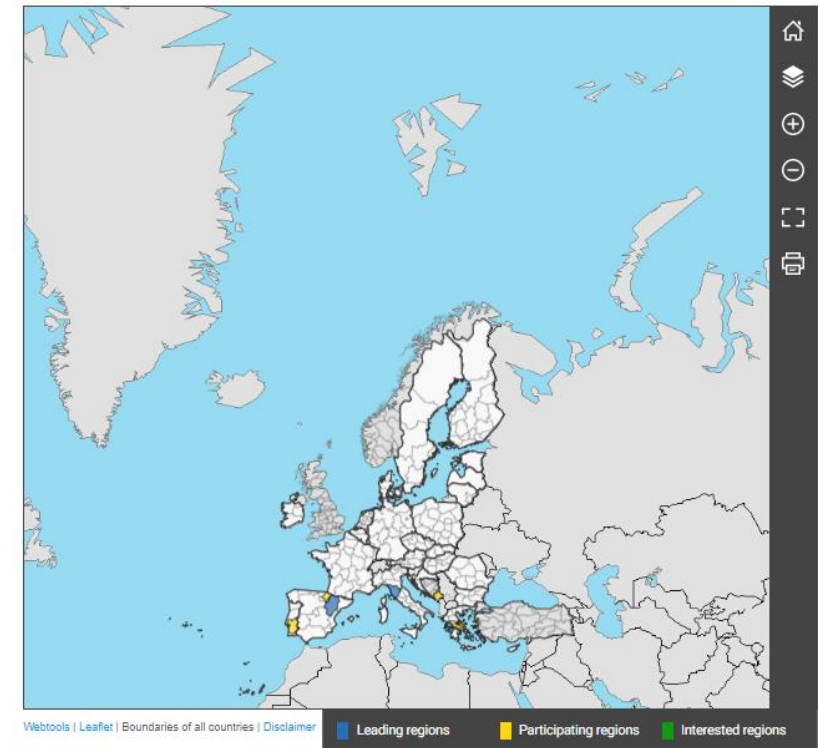 Webtools | Leaflet | Boundaries of all countries | Disclaimer
Leading regions
Participating regions
Interested regions